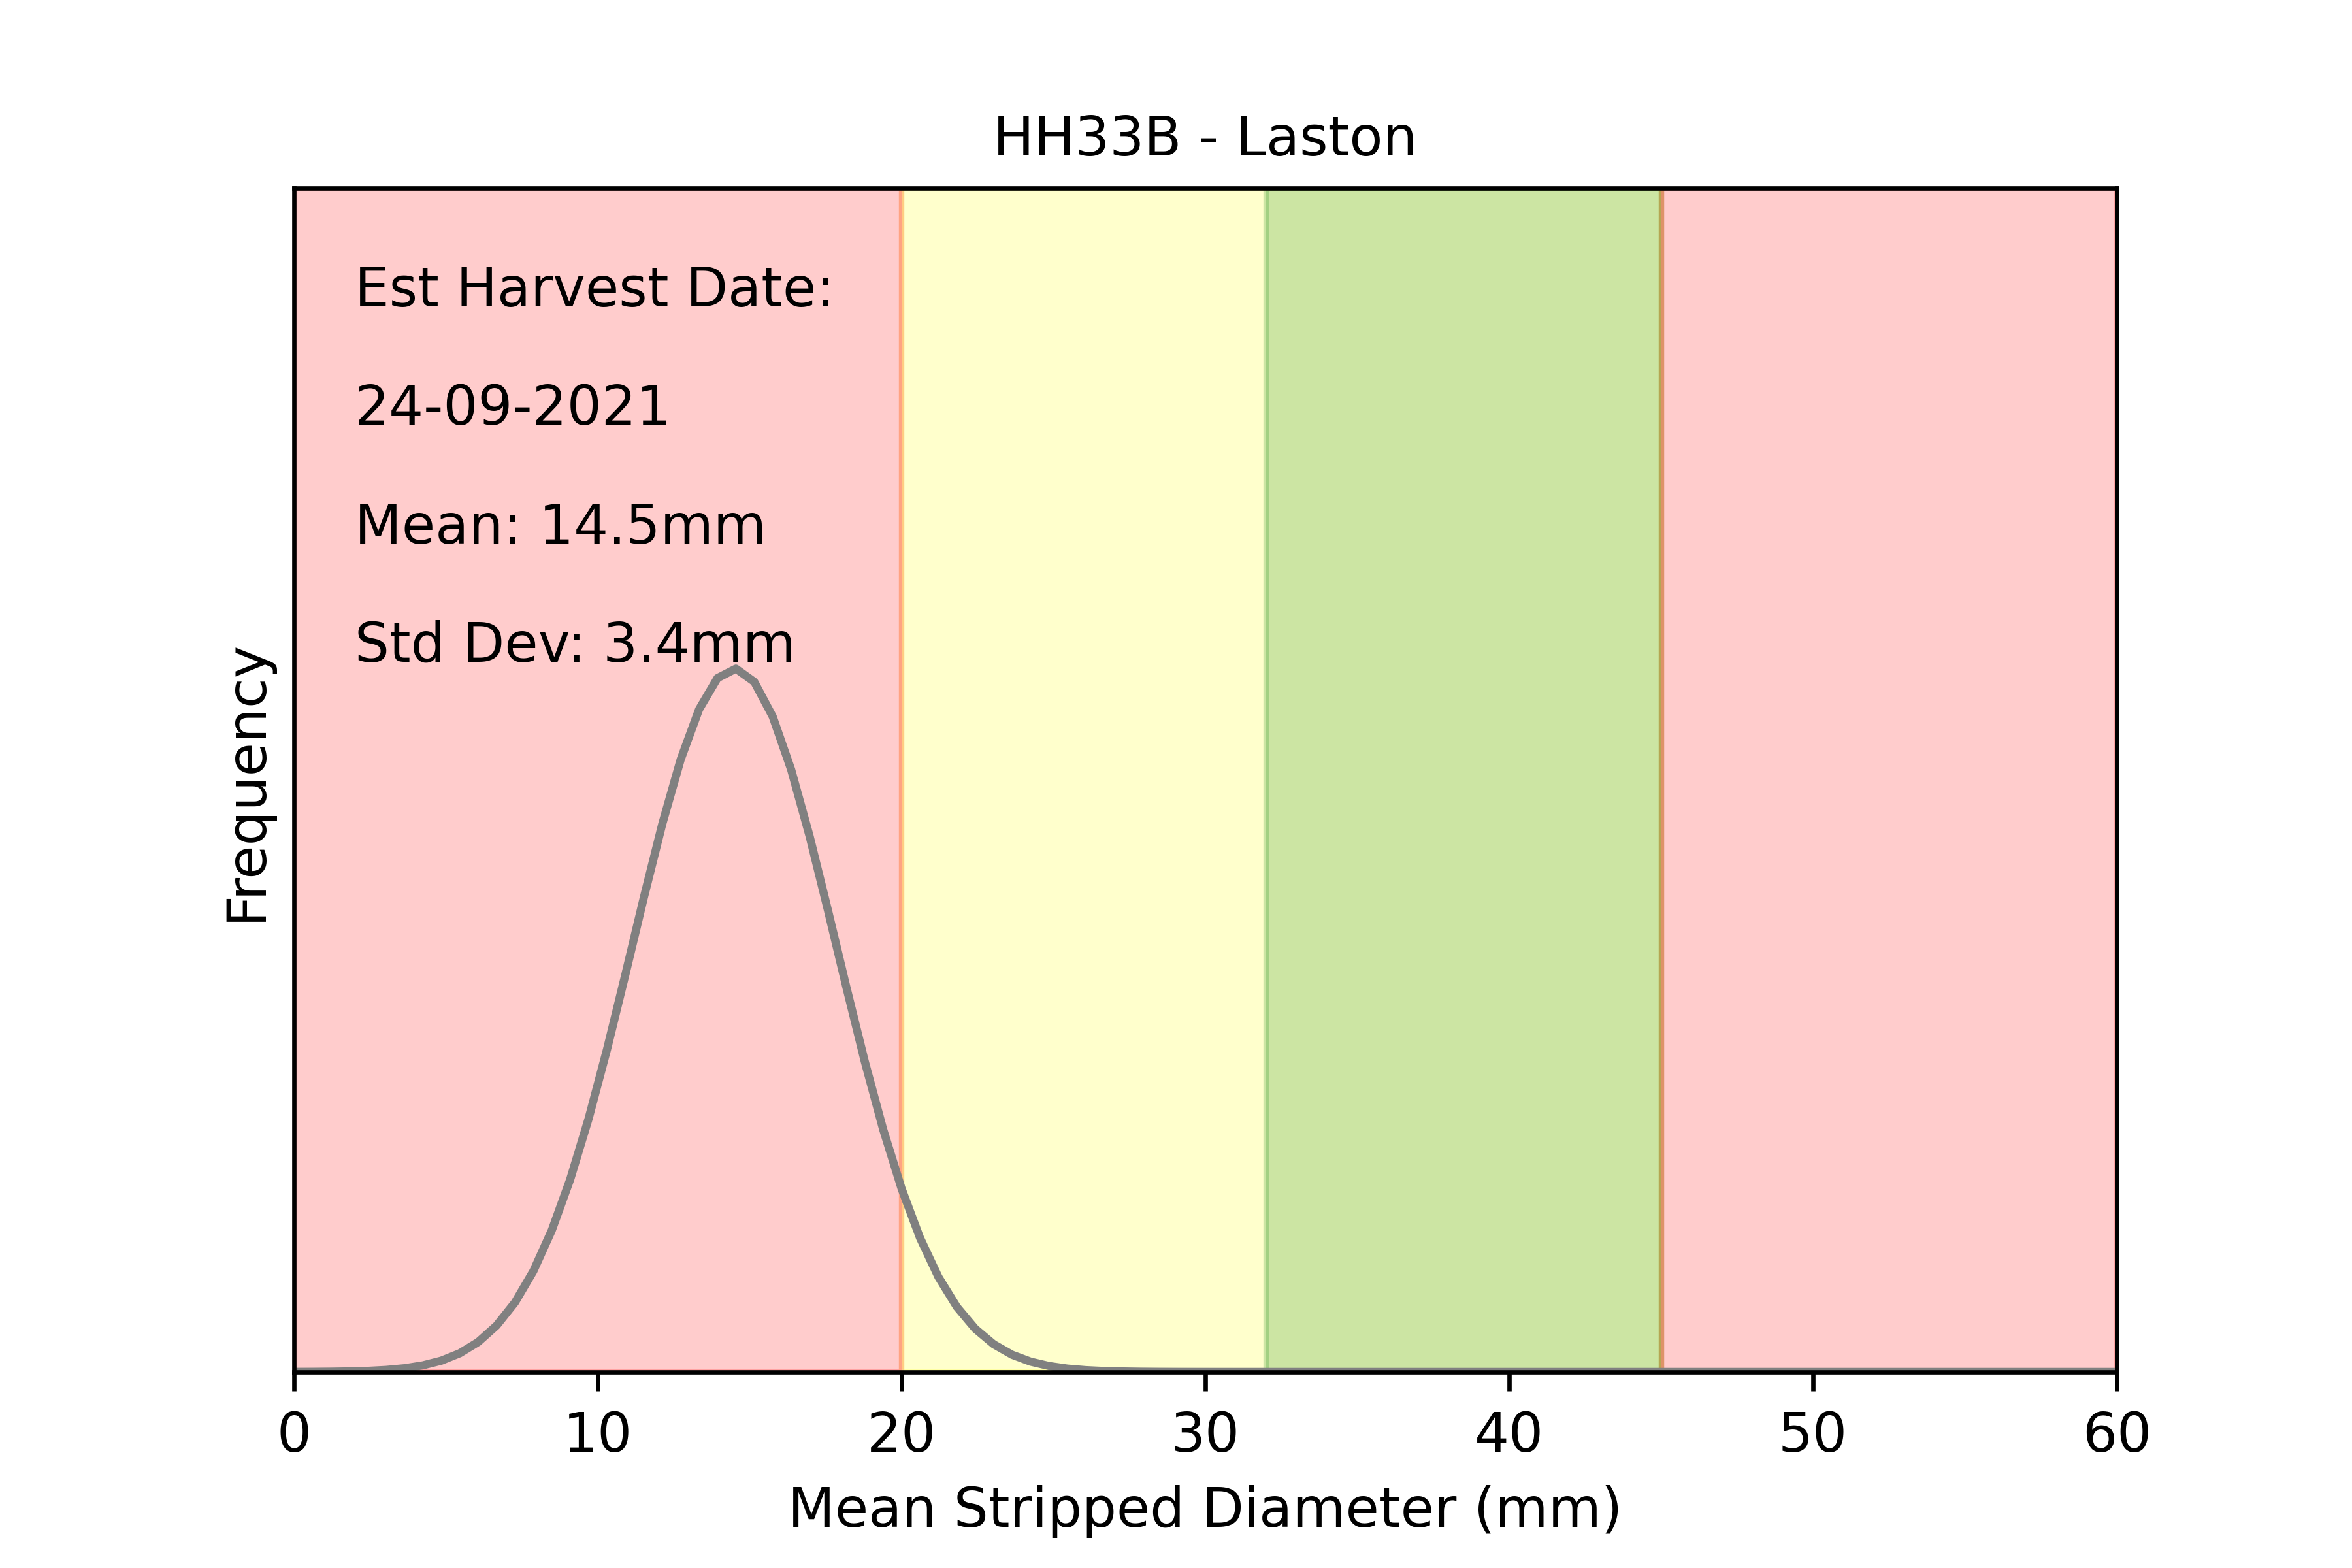 HH33B - Laston
Est Harvest Date:
24-09-2021
Mean: 14.5mm
Std Dev: 3.4mm
Frequency
0 10 20 30 40 50 60
Mean Stripped Diameter (mm)